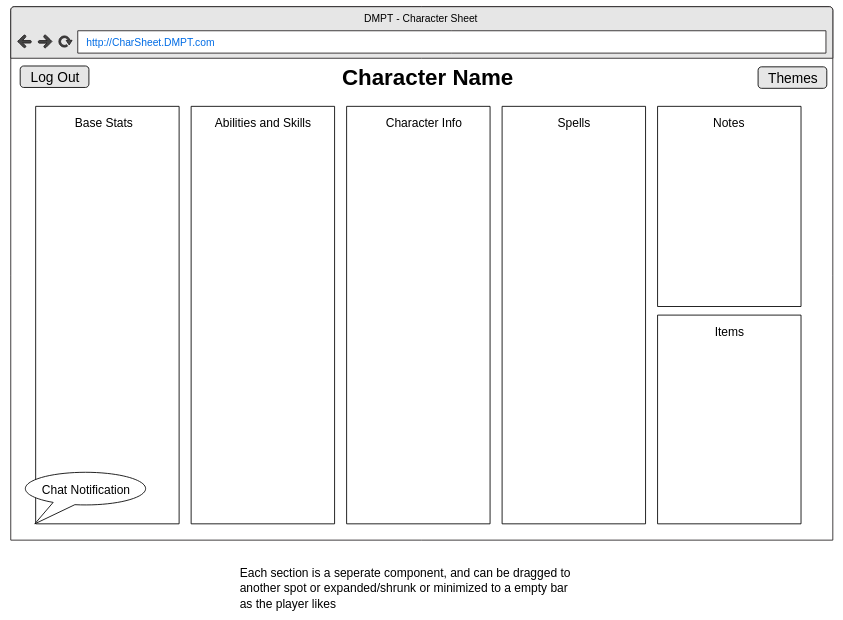 DMPT - Character Sheet
http://CharSheet.DMPT.com
Log Out
Character Name
Themes
Base Stats
Abilities and Skills
Character Info
Spells
Notes
Items
Chat Notification
Each section is a seperate component, and can be dragged to
another spot or expanded/shrunk or minimized to a empty bar
as the player likes